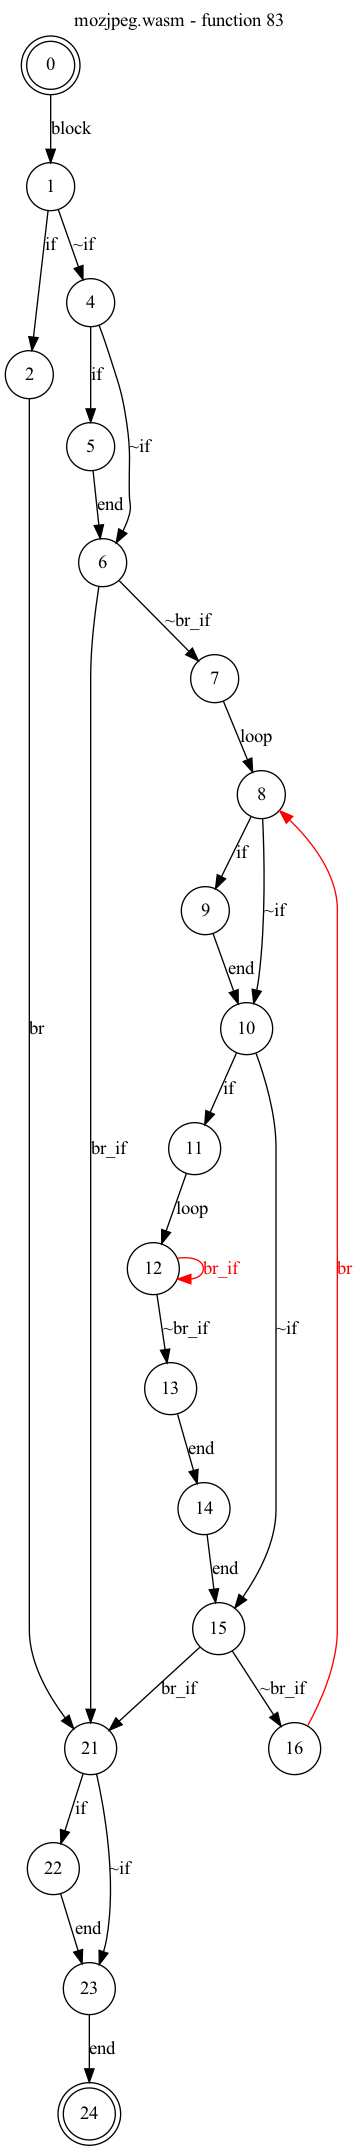 mozjpeg.wasm - function 83
0
block
1
if
~if
4
2
if
5
~if
end
6
~br_if
7
loop
8
if
~if
9
end
10
br
br_if
if
11
loop
12
br_if
br
~br_if
~if
13
end
14
end
15
br_if
~br_if
21
16
if
22
~if
end
23
end
24